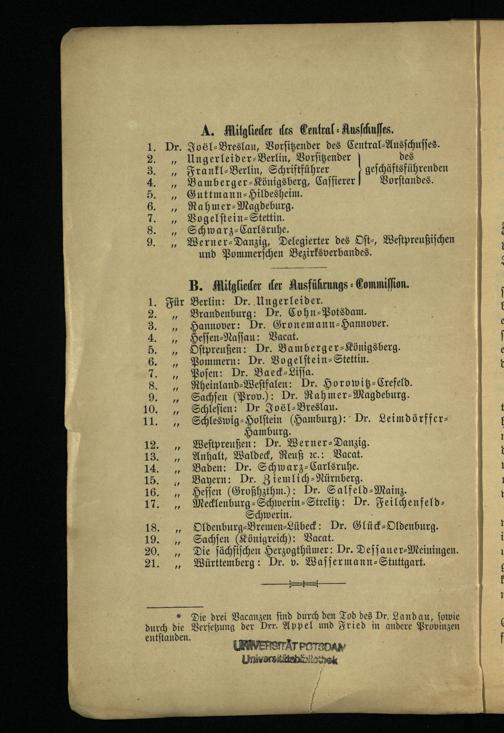 A. Mitglieder des Central-Ausschusses.
1. Dr. Joël-Breslau, Vorsitzender des Central-Ausschusses.
2. „ Ungerleider-Berlin, Vorsitzender } des
3. „ Frankl-Berlin, Schriftführer } geschäftsführenden
4. „ Bamberger-Königsberg, Cassierer } Vorstandes.
5. „ Guttmann-Hildesheim.
6. „ Rahmer-Magdeburg.
7. „ Vogelstein-Stettin.
8. „ Schwarz-Carlsruhe.
9. „ Werner-Danzig, Delegierter des Ost-, Westpreußischen
und Pommerschen Bezirksverbandes.
B. Mitglieder der Ausführungs-Commission.
1. Für Berlin: Dr. Ungerleider.
2. „ Brandenburg: Dr. Cohn-Potsdam.
3. „ Hannover: Dr. Gronemann-Hannover.
4. „ Hessen-Nassau: Vacat.
5. „ Ostpreußen: Dr. Bamberger-Königsberg.
6. „ Pommern: Dr. Vogelstein-Stettin.
7. „ Posen: Dr. Baeck-Lissa.
8. „ Rheinland-Westfalen: Dr. Horowitz-Crefeld.
9. „ Sachsen (Prov.): Dr. Rahmer-Magdeburg.
10. „ Schlesien: Dr Joël-Breslau.
11. „ Schleswig-Holstein (Hamburg): Dr. Leimdörffer-
Hamburg.
12. „ Westpreußen: Dr. Werner-Danzig.
13. „ Anhalt, Waldeck, Reuß ꝛc.: Vacat.
14. „ Baden: Dr. Schwarz-Carlsruhe.
15. „ Bayern: Dr. Ziemlich-Nürnberg.
16. „ Hessen (Großhzthm.): Dr. Salfeld-Mainz.
17. „ Mecklenburg-Schwerin-Strelitz: Dr. Feilchenfeld-
Schwerin.
18. „ Oldenburg-Bremen-Lübeck: Dr. Glück-Oldenburg.
19. „ Sachsen (Königreich): Vacat.
20. „ Die sächsischen Herzogthümer: Dr. Dessauer-Meiningen.
21. „ Württemberg: Dr. v. Wassermann-Stuttgart.
* Die drei Vacanzen sind durch den Tod des Dr. Landau, sowie
durch die Versetzung der Drr. Appel und Fried in andere Provinzen
entstanden.
UNIVERSITÄT POTSDAM
Universitätsbibliothek